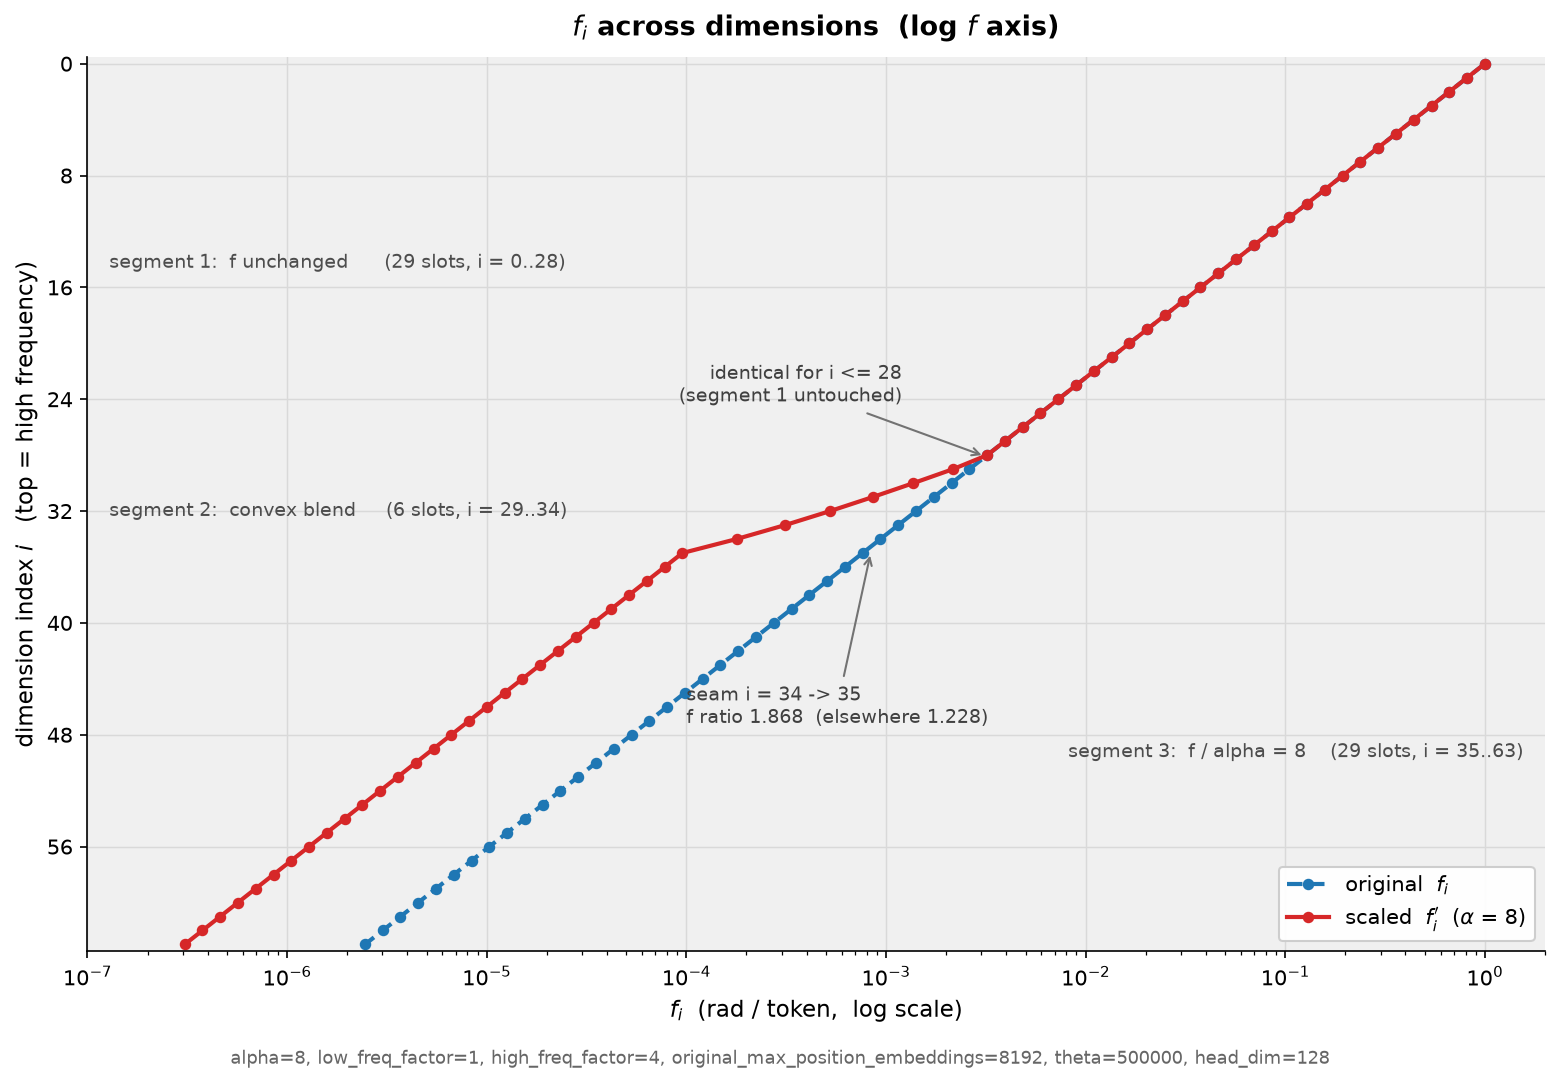 f_i across dimensions (log f axis)
dimension index i (top = high frequency)
0
8
16
24
32
40
48
56
segment 1: f unchanged (29 slots, i = 0..28)
identical for i <= 28
(segment 1 untouched)
segment 2: convex blend (6 slots, i = 29..34)
seam i = 34 -> 35
f ratio 1.868 (elsewhere 1.228)
segment 3: f / alpha = 8 (29 slots, i = 35..63)
original f_i
scaled f_i′ (α = 8)
10⁻⁷ 10⁻⁶ 10⁻⁵ 10⁻⁴ 10⁻³ 10⁻² 10⁻¹ 10⁰
f_i (rad / token, log scale)
alpha=8, low_freq_factor=1, high_freq_factor=4, original_max_position_embeddings=8192, theta=500000, head_dim=128